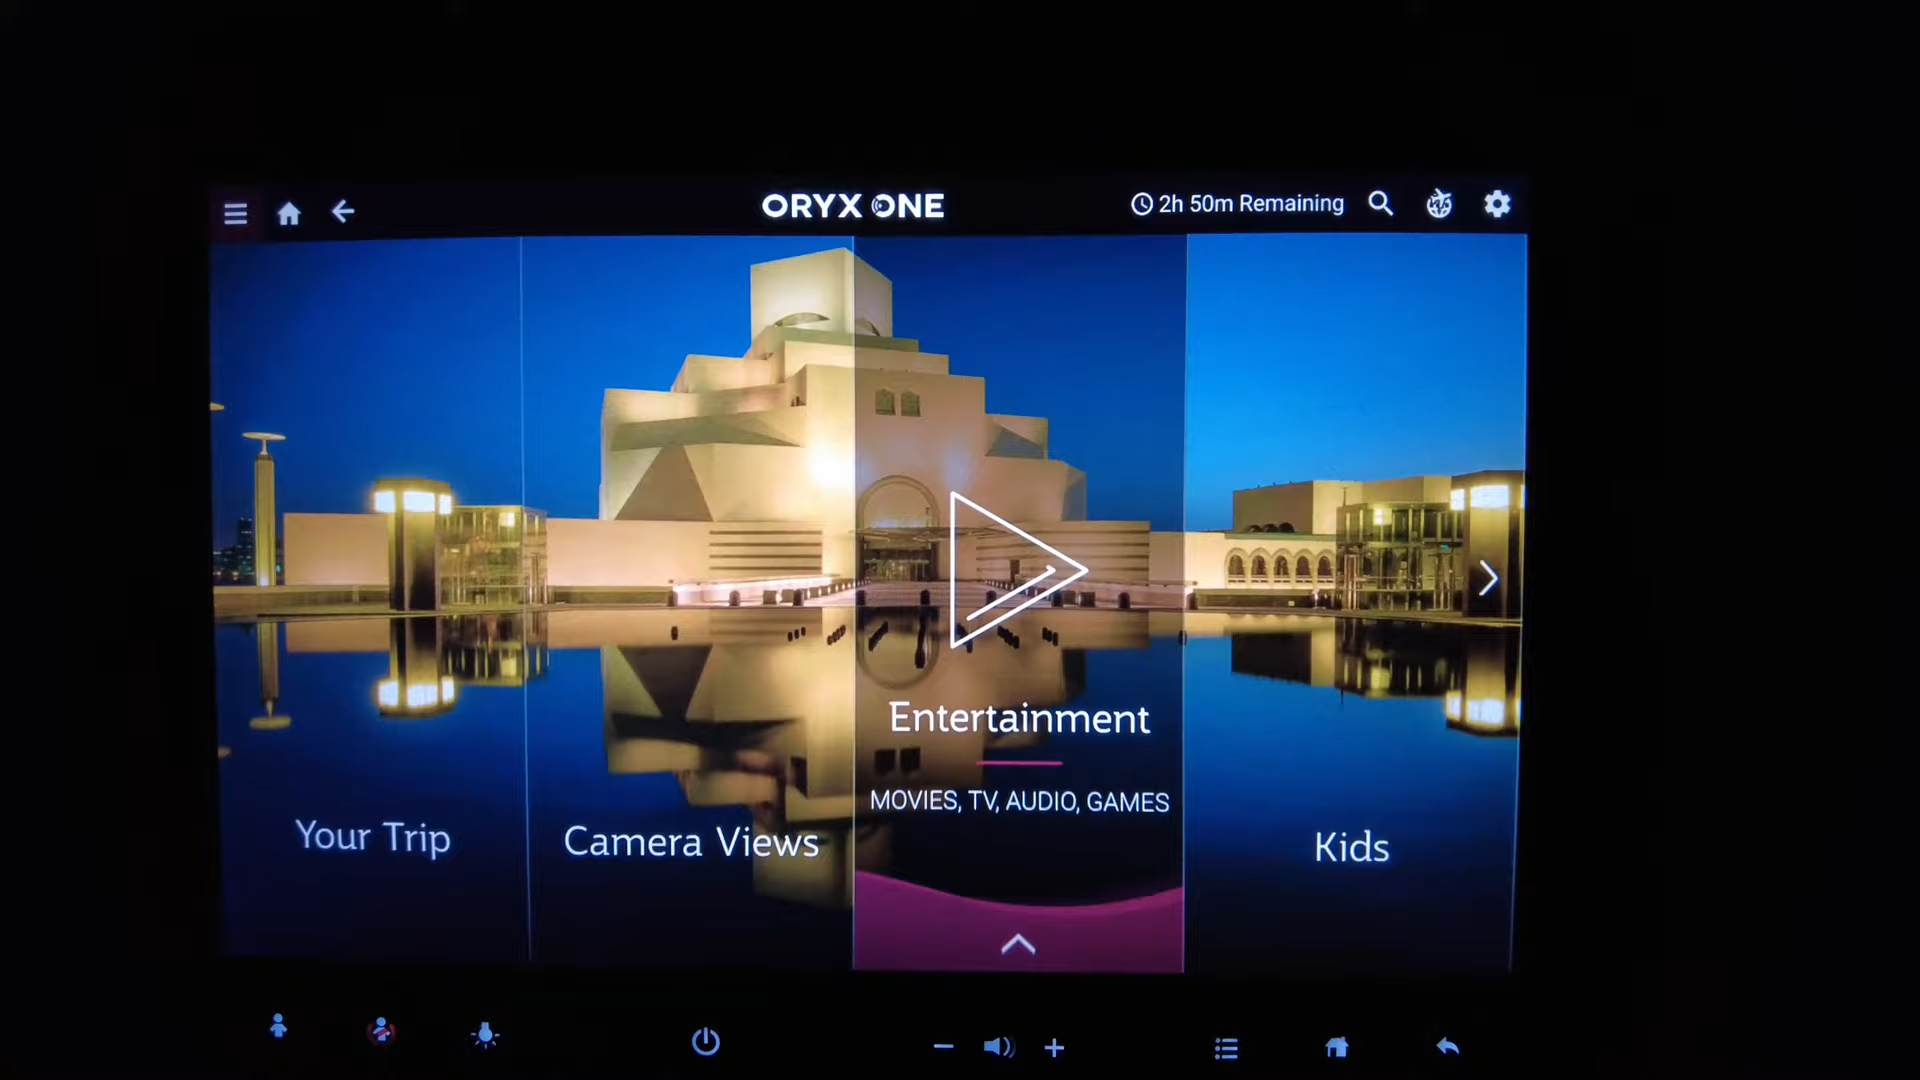 ORYX ONE
2h 50m Remaining
Entertainment
MOVIES, TV, AUDIO, GAMES
Your Trip
Camera Views
Kids